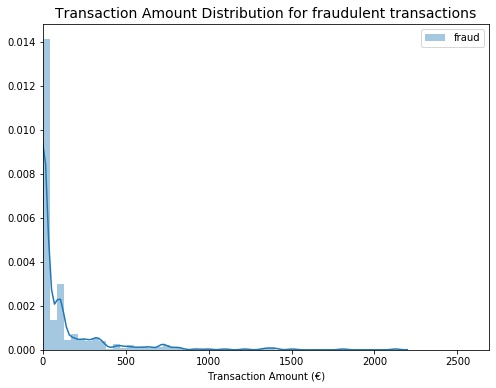 Transaction Amount Distribution for fraudulent transactions
fraud
0.014
0.012
0.010
0.008
0.006
0.004
0.002
0.000
0 500 1000 1500 2000 2500
Transaction Amount (€)